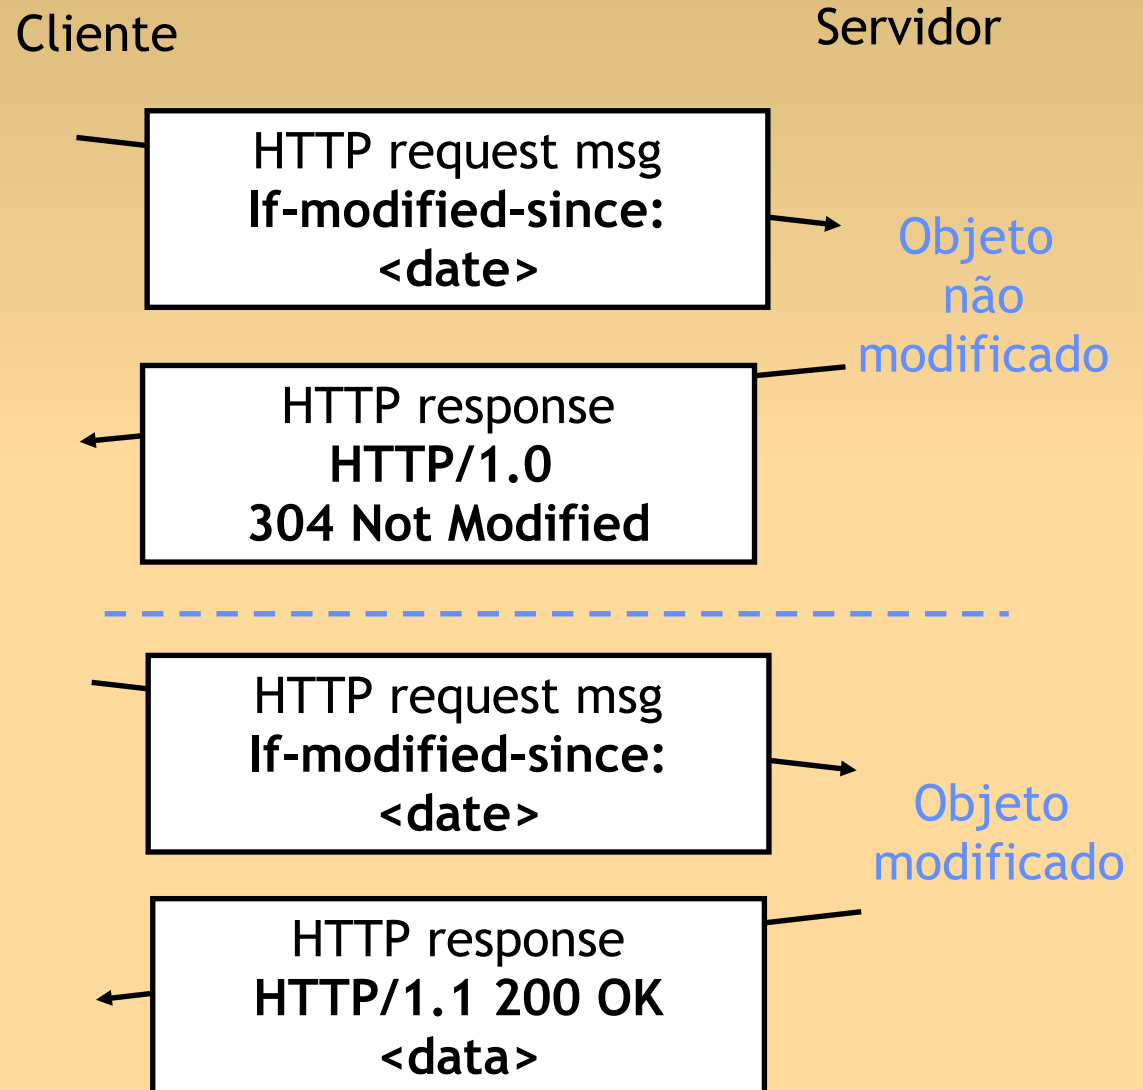 Cliente
Servidor
HTTP request msg
If-modified-since:
<date>
Objeto
não
modificado
HTTP response
HTTP/1.0
304 Not Modified
HTTP request msg
If-modified-since:
<date>
Objeto
modificado
HTTP response
HTTP/1.1 200 OK
<data>